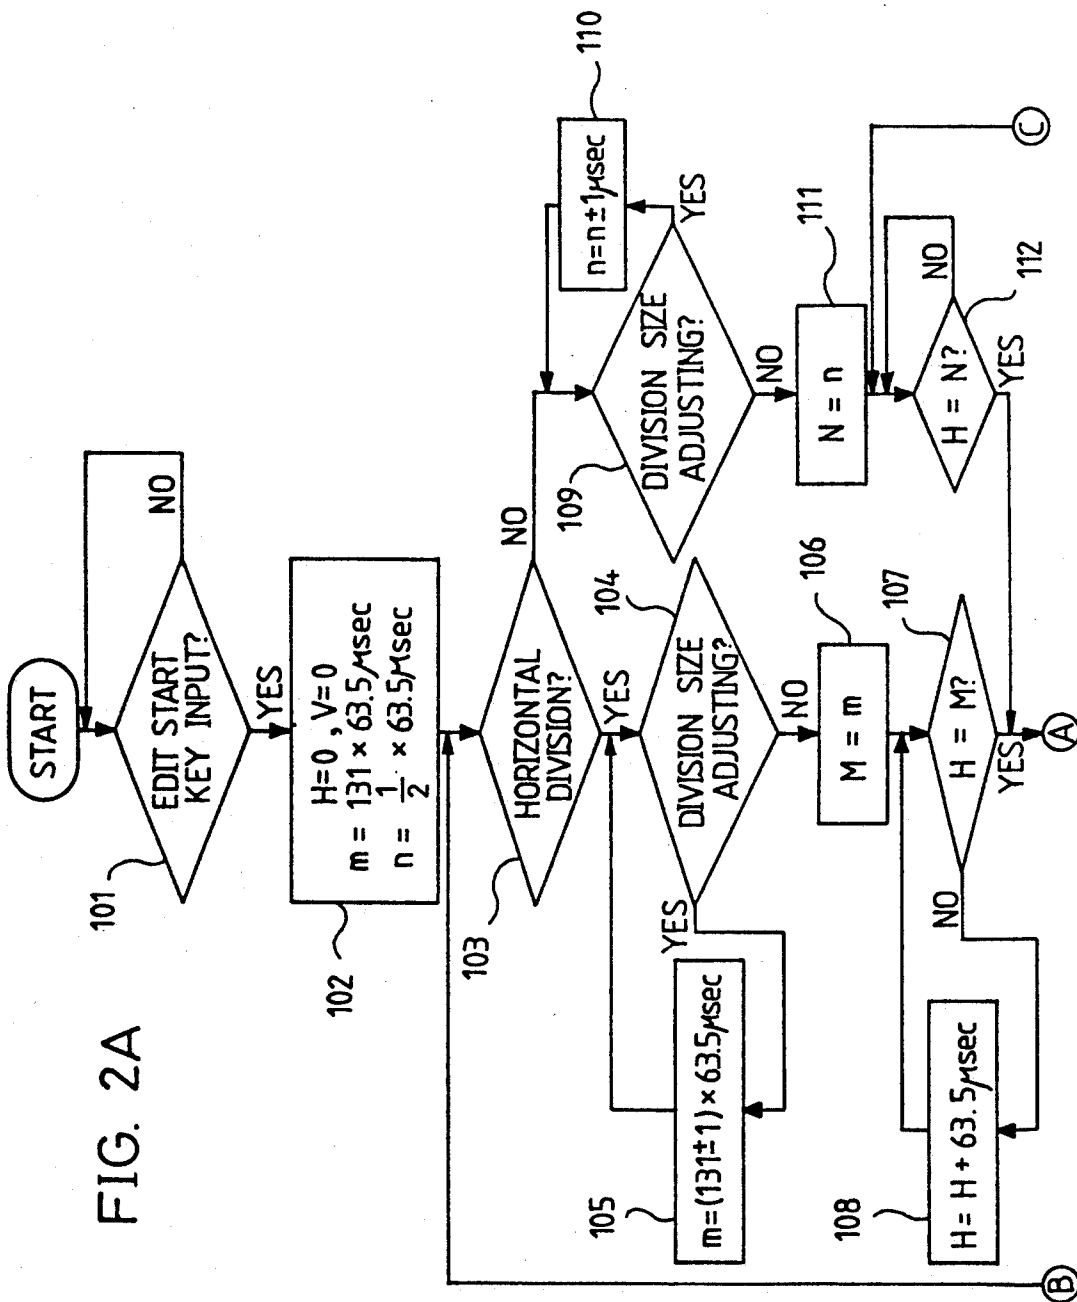 FIG. 2A
START
EDIT START
KEY INPUT?
101
NO
YES
H=0 , V=0
m = 131 × 63.5μsec
n = 1/2 × 63.5μsec
102
HORIZONTAL
DIVISION?
103
NO
YES
DIVISION SIZE
ADJUSTING?
104
YES
NO
m=(131±1) × 63.5μsec
105
M = m
106
H = M?
107
NO
YES
H = H + 63.5μsec
108
DIVISION SIZE
ADJUSTING?
109
YES
NO
n=n±1μsec
110
N = n
111
H = N?
112
NO
YES
A
B
C